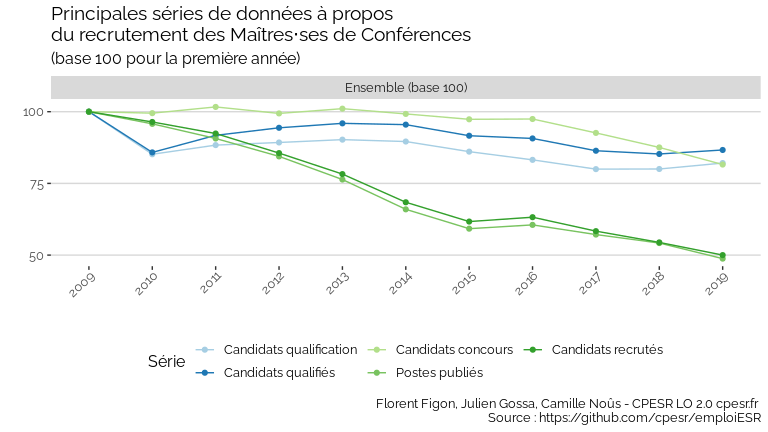 Principales séries de données à propos
du recrutement des Maîtres·ses de Conférences
(base 100 pour la première année)
Ensemble (base 100)
100
75
50
2009 2010 2011 2012 2013 2014 2015 2016 2017 2018 2019
Série
Candidats qualification Candidats concours Candidats recrutés
Candidats qualifiés Postes publiés
Florent Figon, Julien Gossa, Camille Noûs - CPESR LO 2.0 cpesr.fr
Source : https://github.com/cpesr/emploiESR